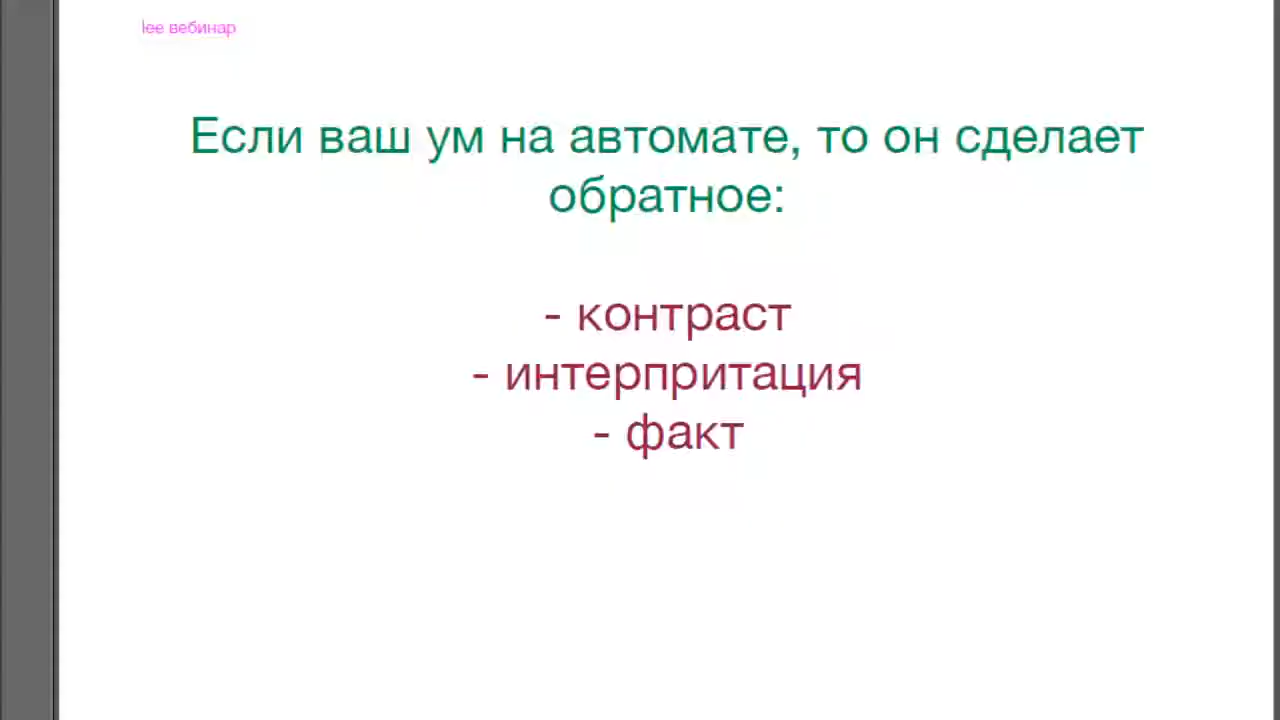 lee вебинар
Если ваш ум на автомате, то он сделает
обратное:
- контраст
- интерпритация
- факт